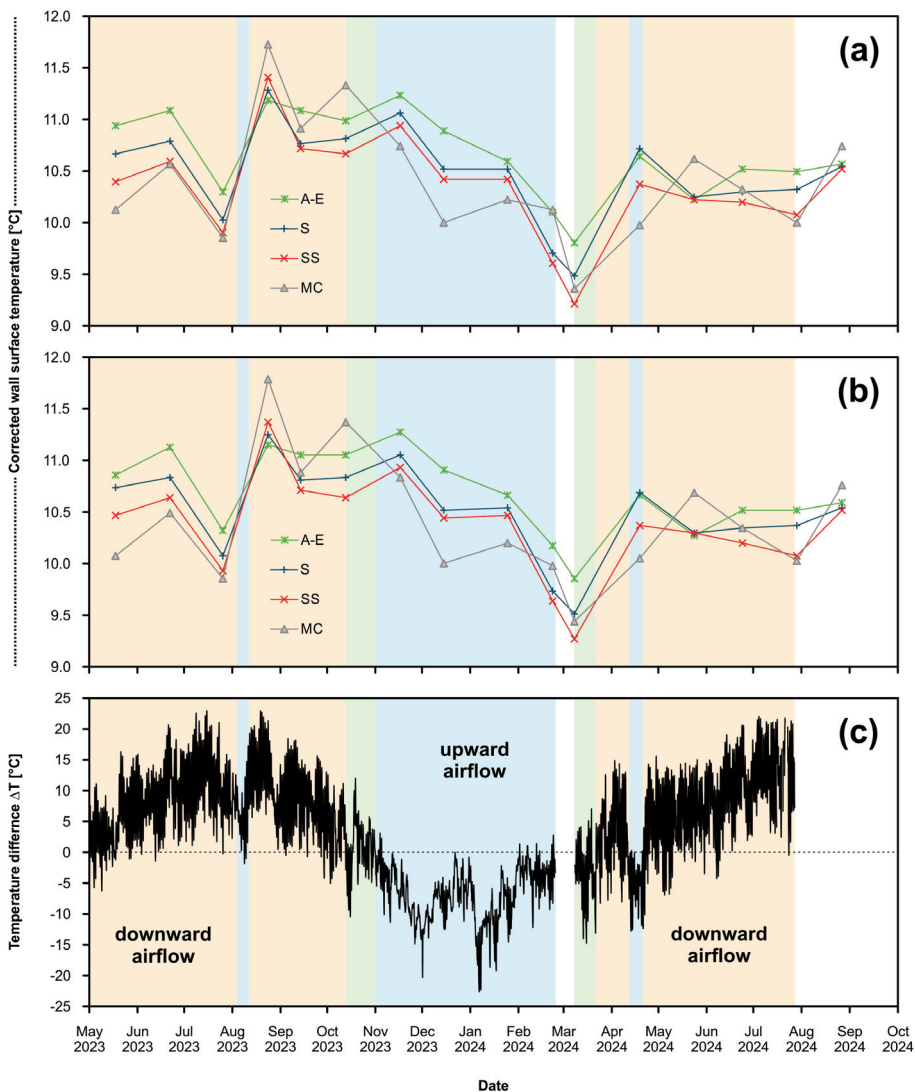 Corrected wall surface temperature [°C]
12.0
11.5
11.0
10.5
10.0
9.5
9.0
(a)
A-E
S
SS
MC
12.0
11.5
11.0
10.5
10.0
9.5
9.0
(b)
A-E
S
SS
MC
Temperature differnce ΔT [°C]
25
20
15
10
5
0
-5
-10
-15
-20
-25
(c)
upward
airflow
downward
airflow
downward
airflow
May Jun Jul Aug Sep Oct Nov Dec Jan Feb Mar Apr May Jun Jul Aug Sep Oct
2023 2023 2023 2023 2023 2023 2023 2023 2024 2024 2024 2024 2024 2024 2024 2024 2024 2024
Date